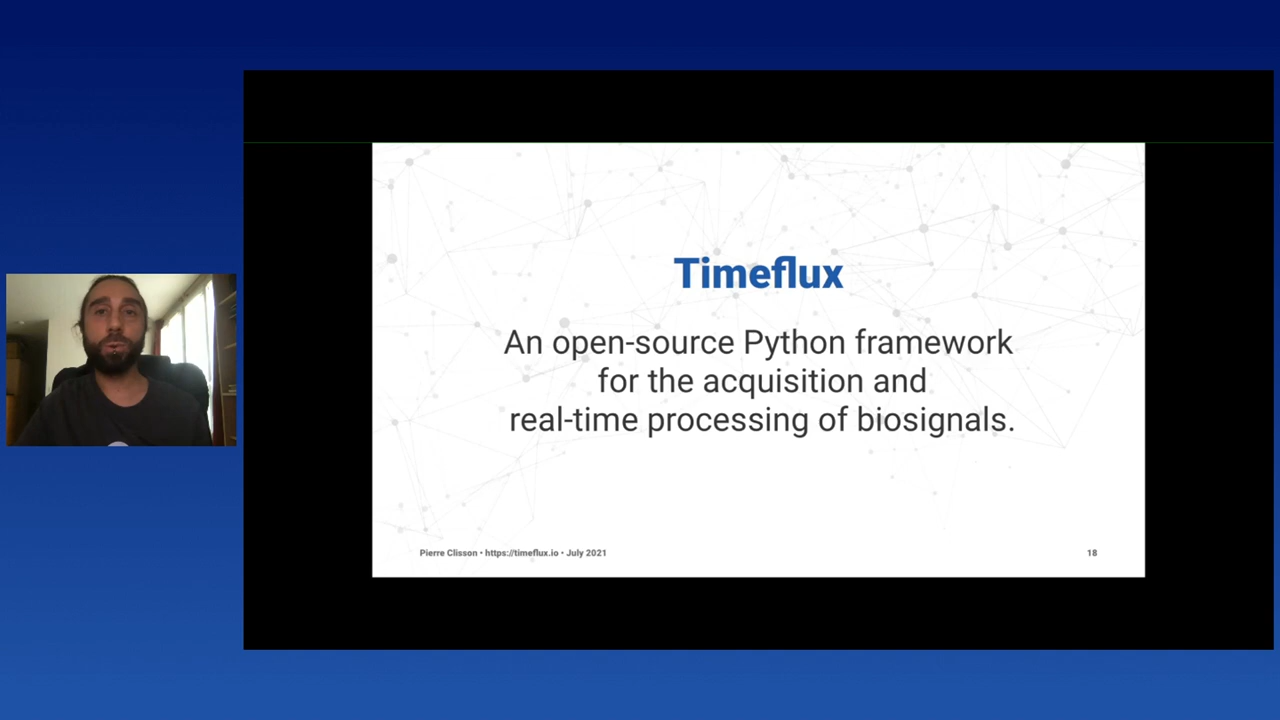 Timeflux
An open-source Python framework
for the acquisition and
real-time processing of biosignals.
Pierre Clisson • https://timeflux.io • July 2021
18